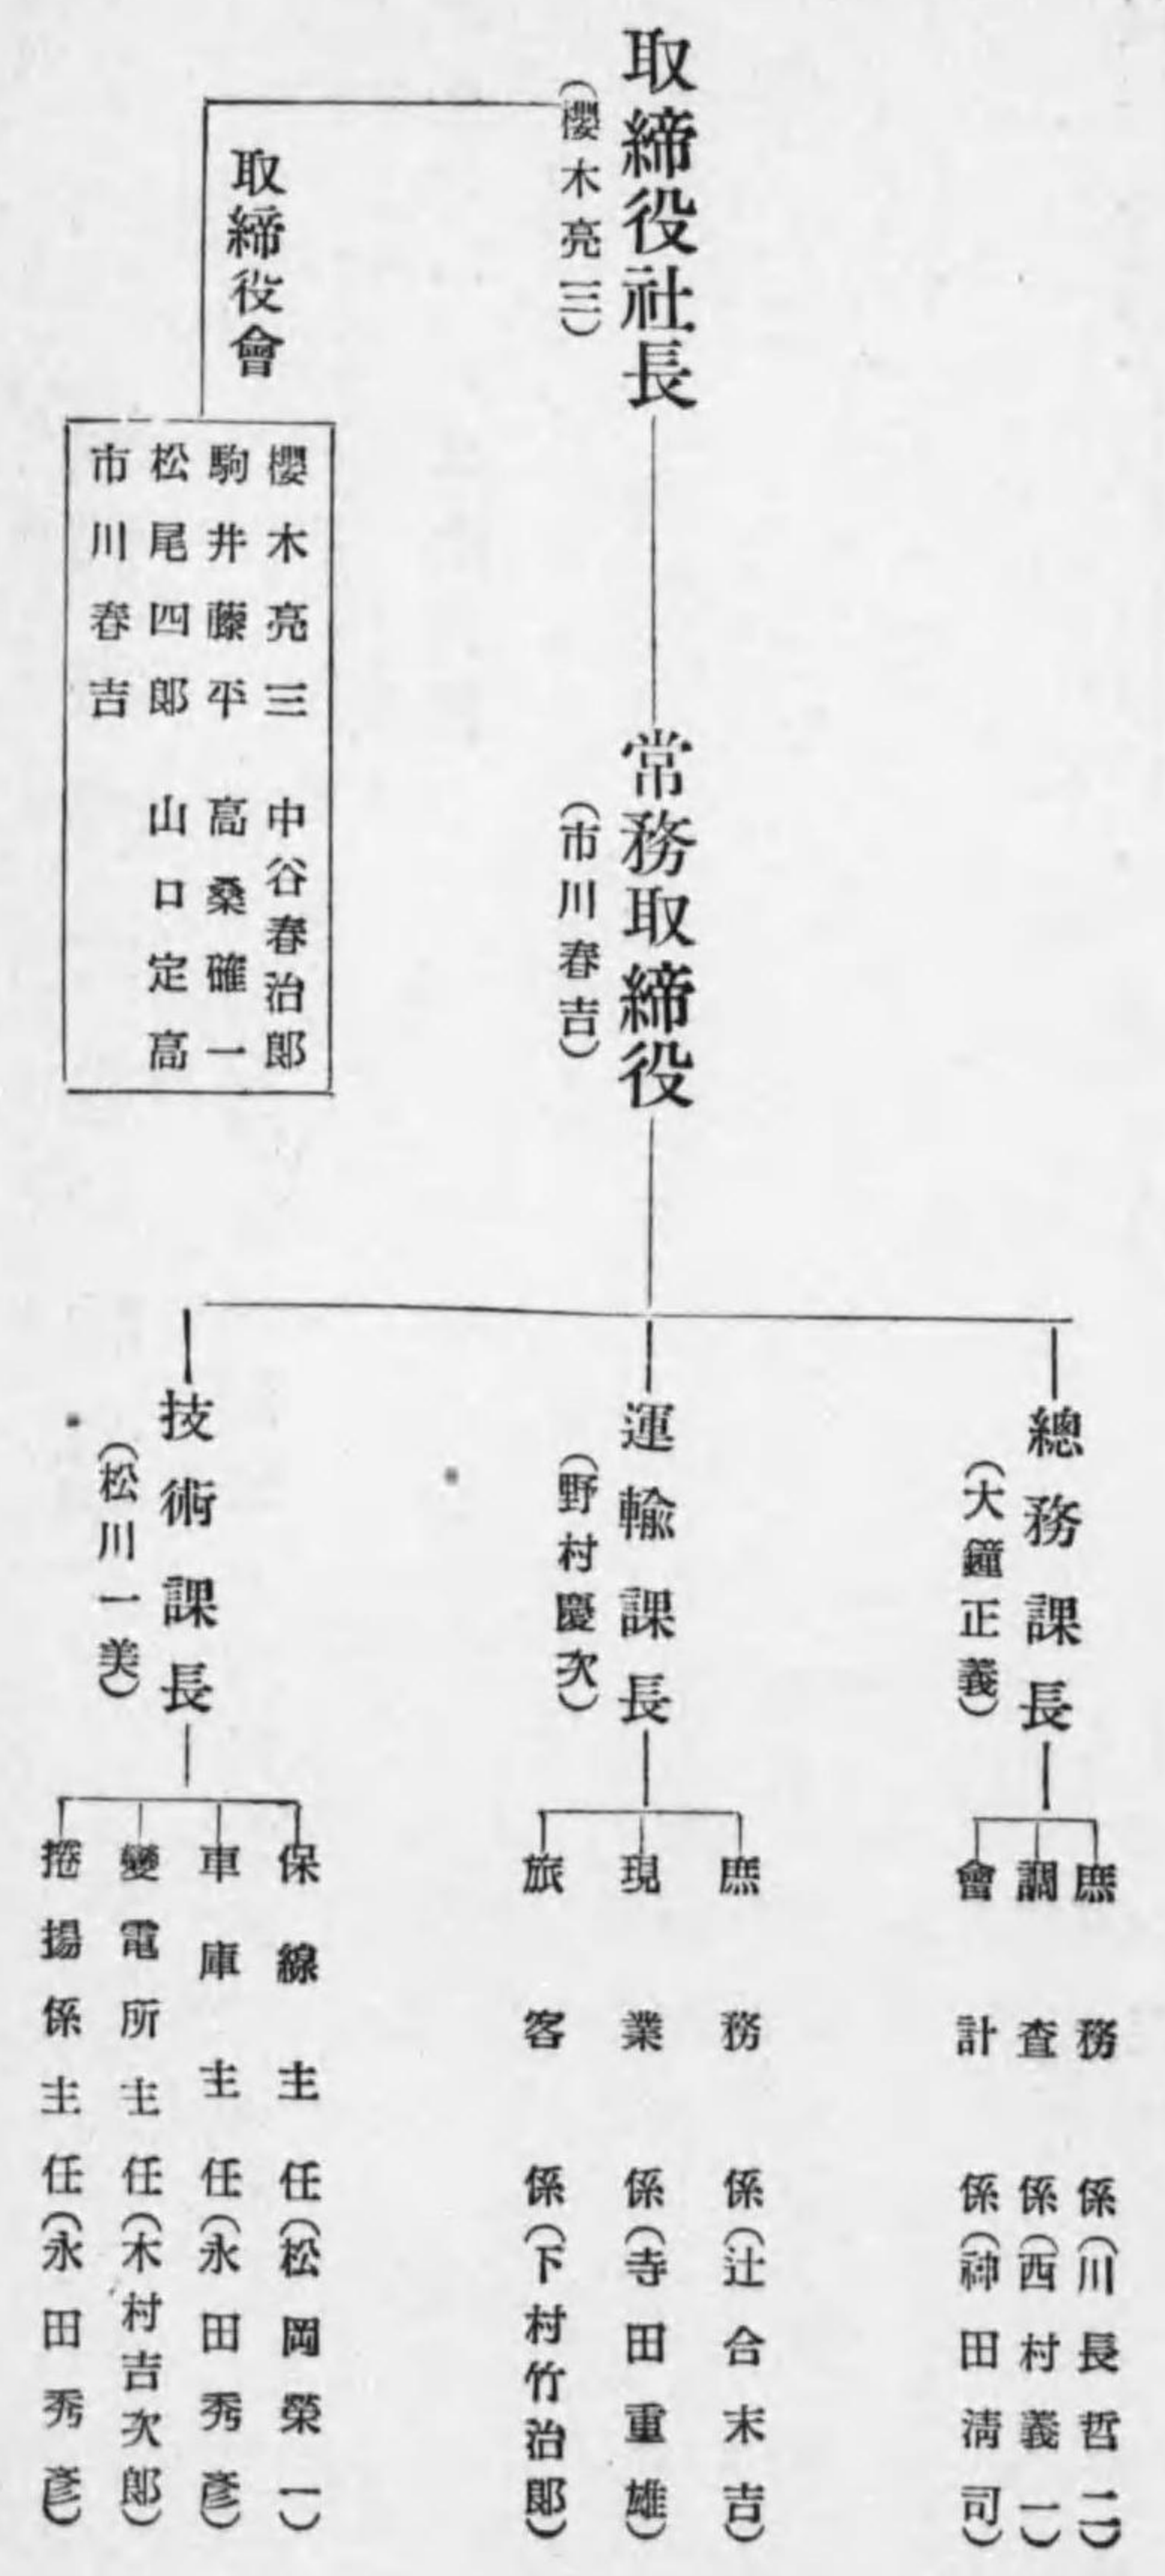 取締役社長
(櫻木亮三)
取締役會
櫻木亮三 中谷春治郎
駒井藤平 高桑確一
松尾四郎 山口定高
市川春吉
常務取締役
(市川春吉)
總務課長
(大鐘正義)
庶務係(川長哲二)
調査係(西村義一)
會計係(神田淸司)
運輸課長
(野村慶次)
庶務係(辻合末吉)
現業係(寺田重雄)
旅客係(下村竹治郎)
技術課長
(松川一美)
保線主任(松岡榮一)
車庫主任(永田秀彥)
變電所主任(木村吉次郎)
捲揚係主任(永田秀彥)